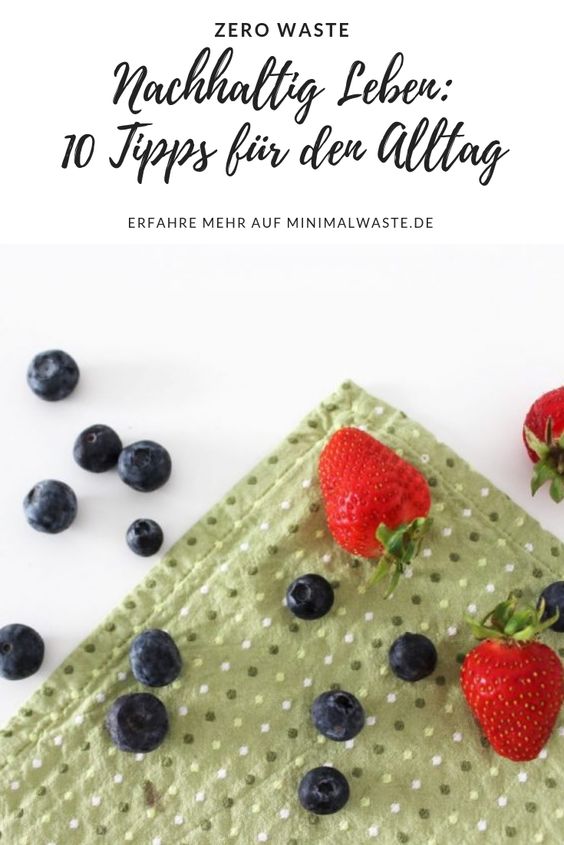 ZERO WASTE
Nachhaltig Leben:
10 Tipps für den Alltag
ERFAHRE MEHR AUF MINIMALWASTE.DE